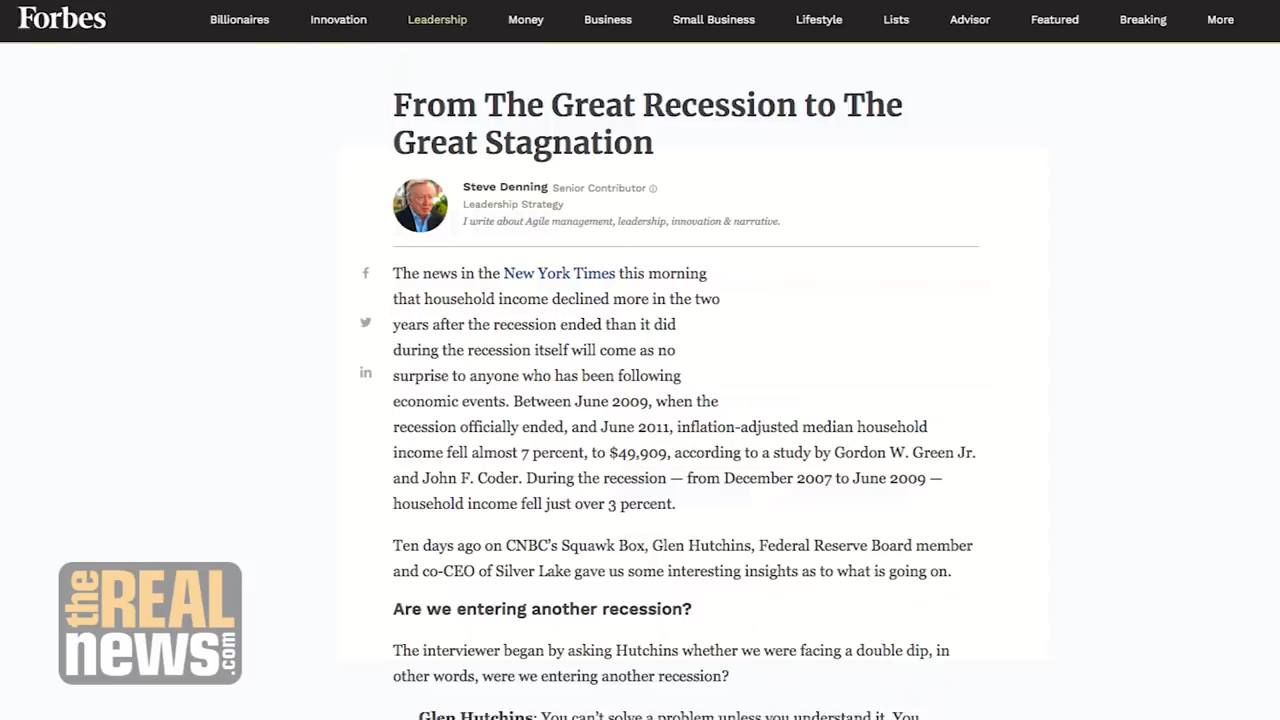 Forbes
Billionaires Innovation Leadership Money Business Small Business Lifestyle Lists Advisor Featured Breaking More
From The Great Recession to The
Great Stagnation
Steve Denning Senior Contributor
Leadership Strategy
I write about Agile management, leadership, innovation & narrative.
The news in the New York Times this morning
that household income declined more in the two
years after the recession ended than it did
during the recession itself will come as no
surprise to anyone who has been following
economic events. Between June 2009, when the
recession officially ended, and June 2011, inflation-adjusted median household
income fell almost 7 percent, to $49,909, according to a study by Gordon W. Green Jr.
and John F. Coder. During the recession — from December 2007 to June 2009 —
household income fell just over 3 percent.
Ten days ago on CNBC's Squawk Box, Glen Hutchins, Federal Reserve Board member
and co-CEO of Silver Lake gave us some interesting insights as to what is going on.
Are we entering another recession?
The interviewer began by asking Hutchins whether we were facing a double dip, in
other words, were we entering another recession?
Glen Hutchins: You can't solve a problem unless you understand it. You
the REAL
news.com